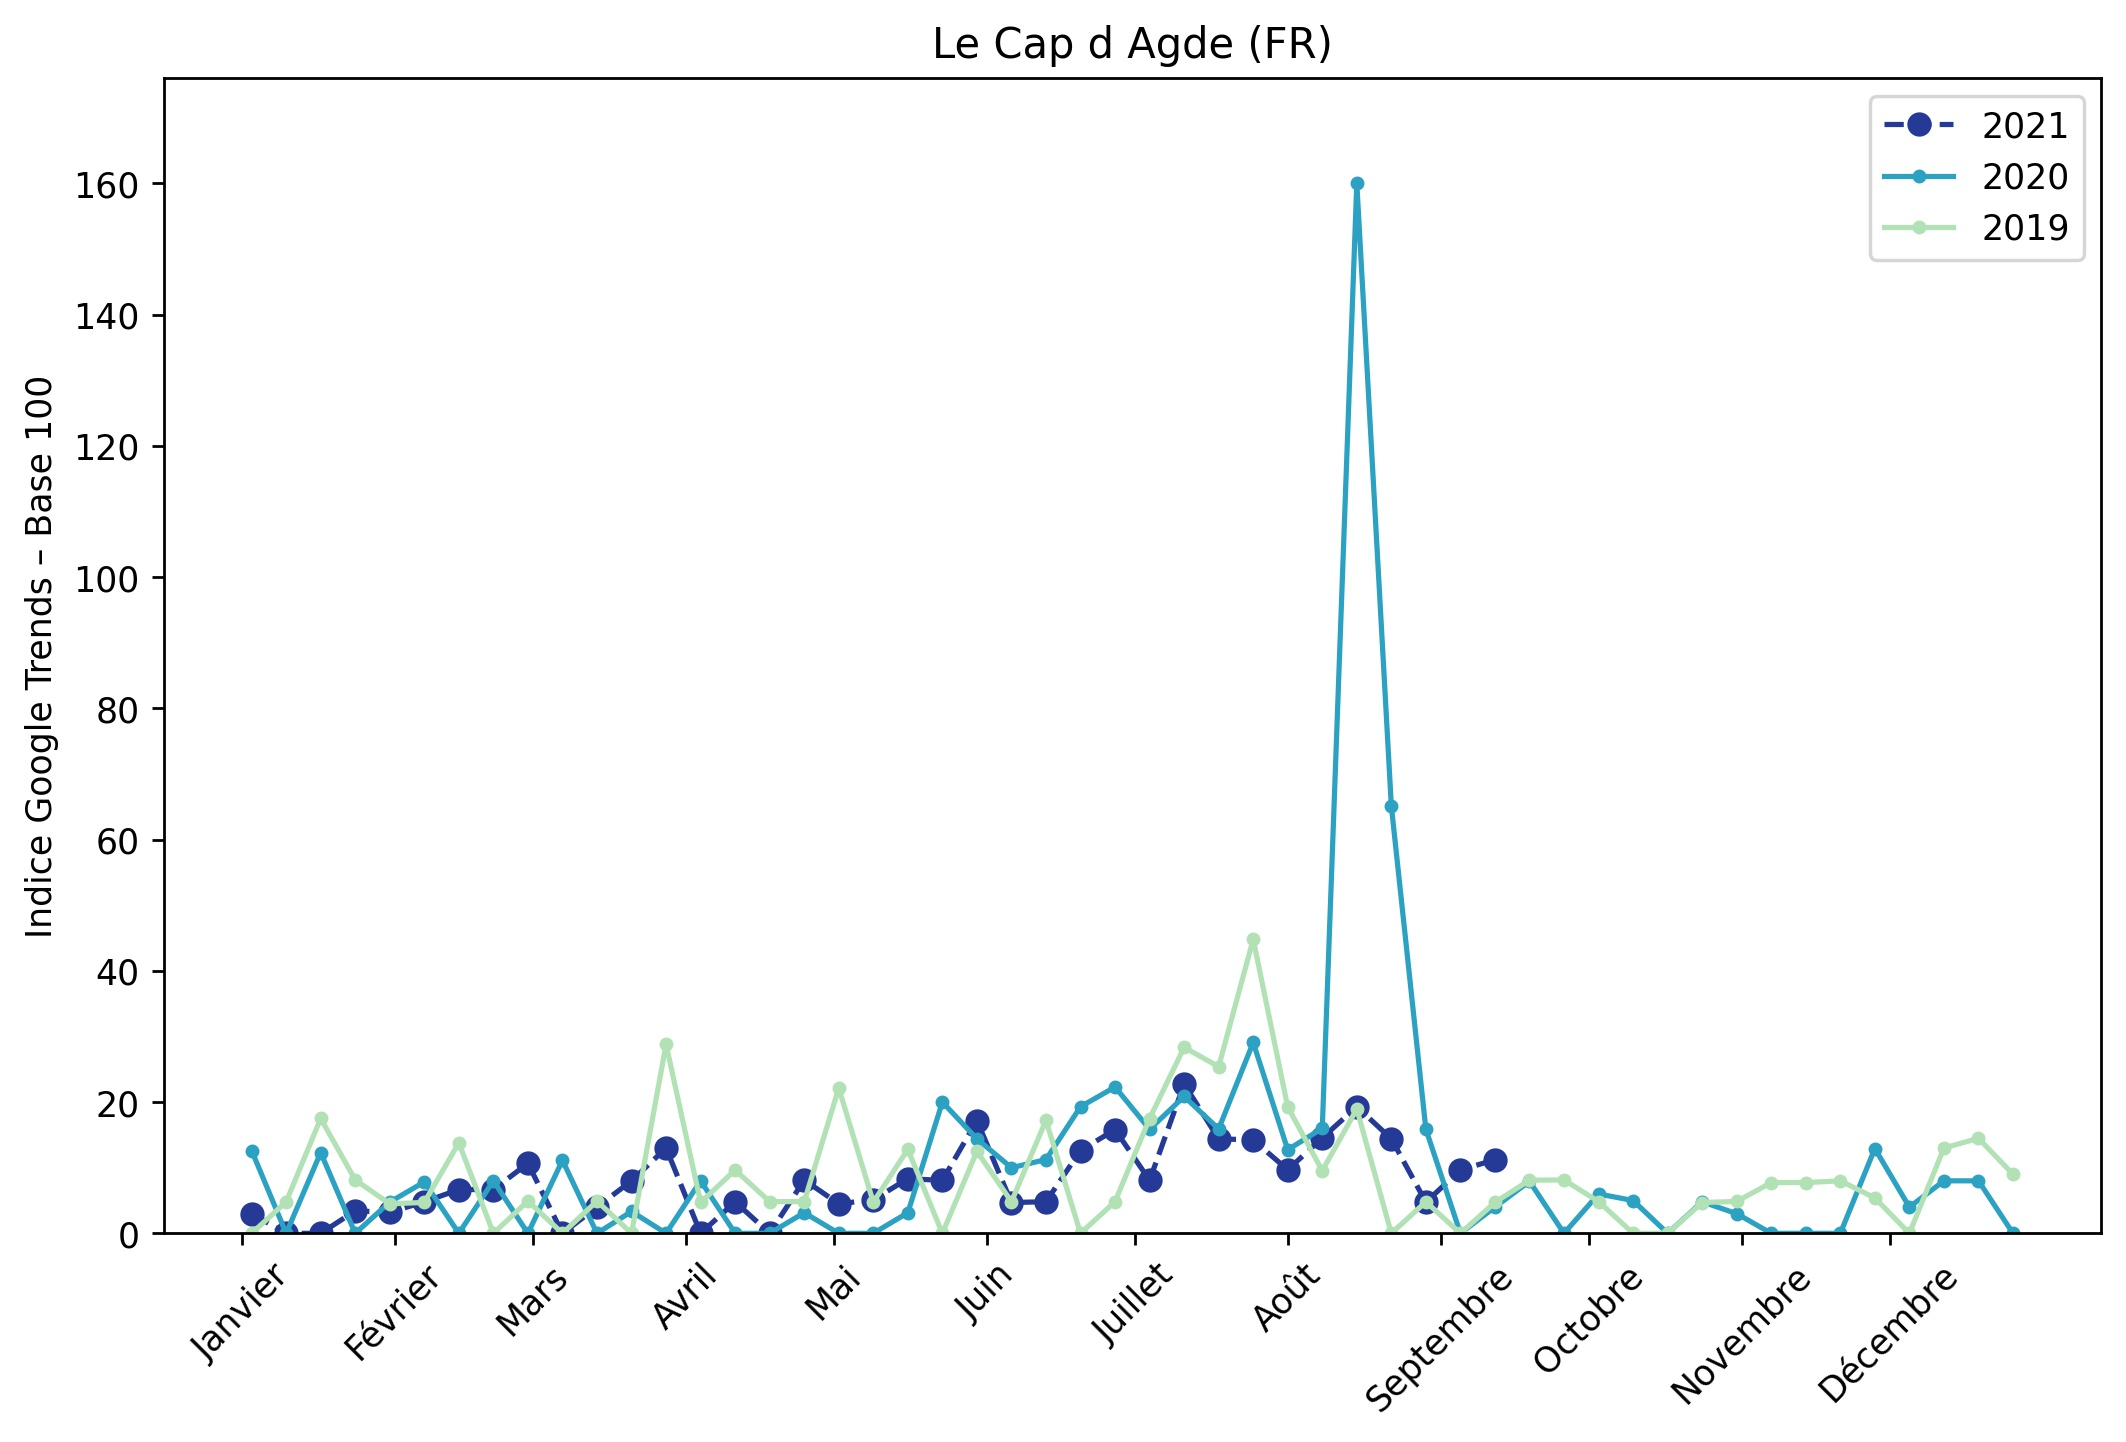 Le Cap d Agde (FR)
2021
2020
2019
Indice Google Trends – Base 100
160
140
120
100
80
60
40
20
0
Janvier
Février
Mars
Avril
Mai
Juin
Juillet
Août
Septembre
Octobre
Novembre
Décembre